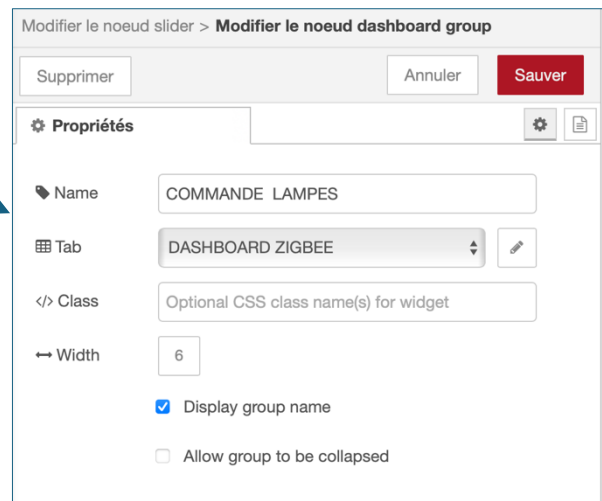 Modifier le noeud slider > Modifier le noeud dashboard group
Supprimer Annuler Sauver
Propriétés
Name COMMANDE LAMPES
Tab DASHBOARD ZIGBEE
</> Class Optional CSS class name(s) for widget
Width 6
Display group name
Allow group to be collapsed